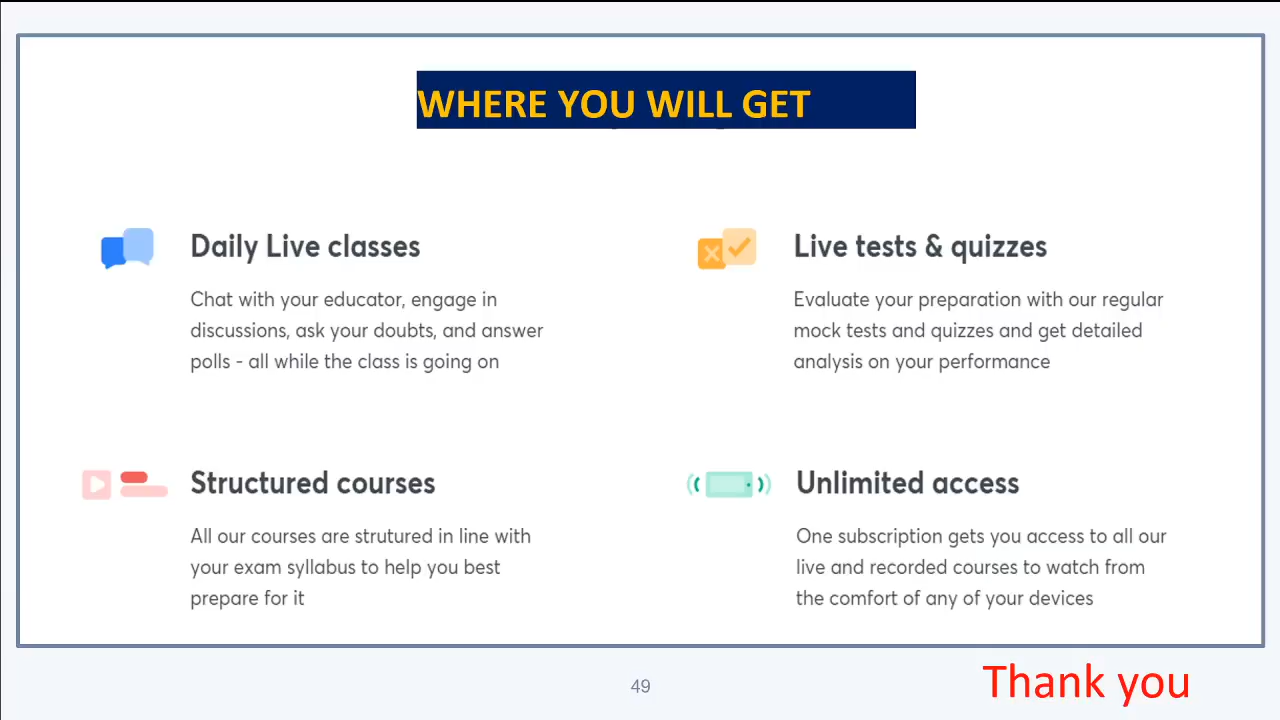 WHERE YOU WILL GET
Daily Live classes
Chat with your educator, engage in
discussions, ask your doubts, and answer
polls - all while the class is going on
Live tests & quizzes
Evaluate your preparation with our regular
mock tests and quizzes and get detailed
analysis on your performance
Structured courses
All our courses are strutured in line with
your exam syllabus to help you best
prepare for it
Unlimited access
One subscription gets you access to all our
live and recorded courses to watch from
the comfort of any of your devices
49
Thank you